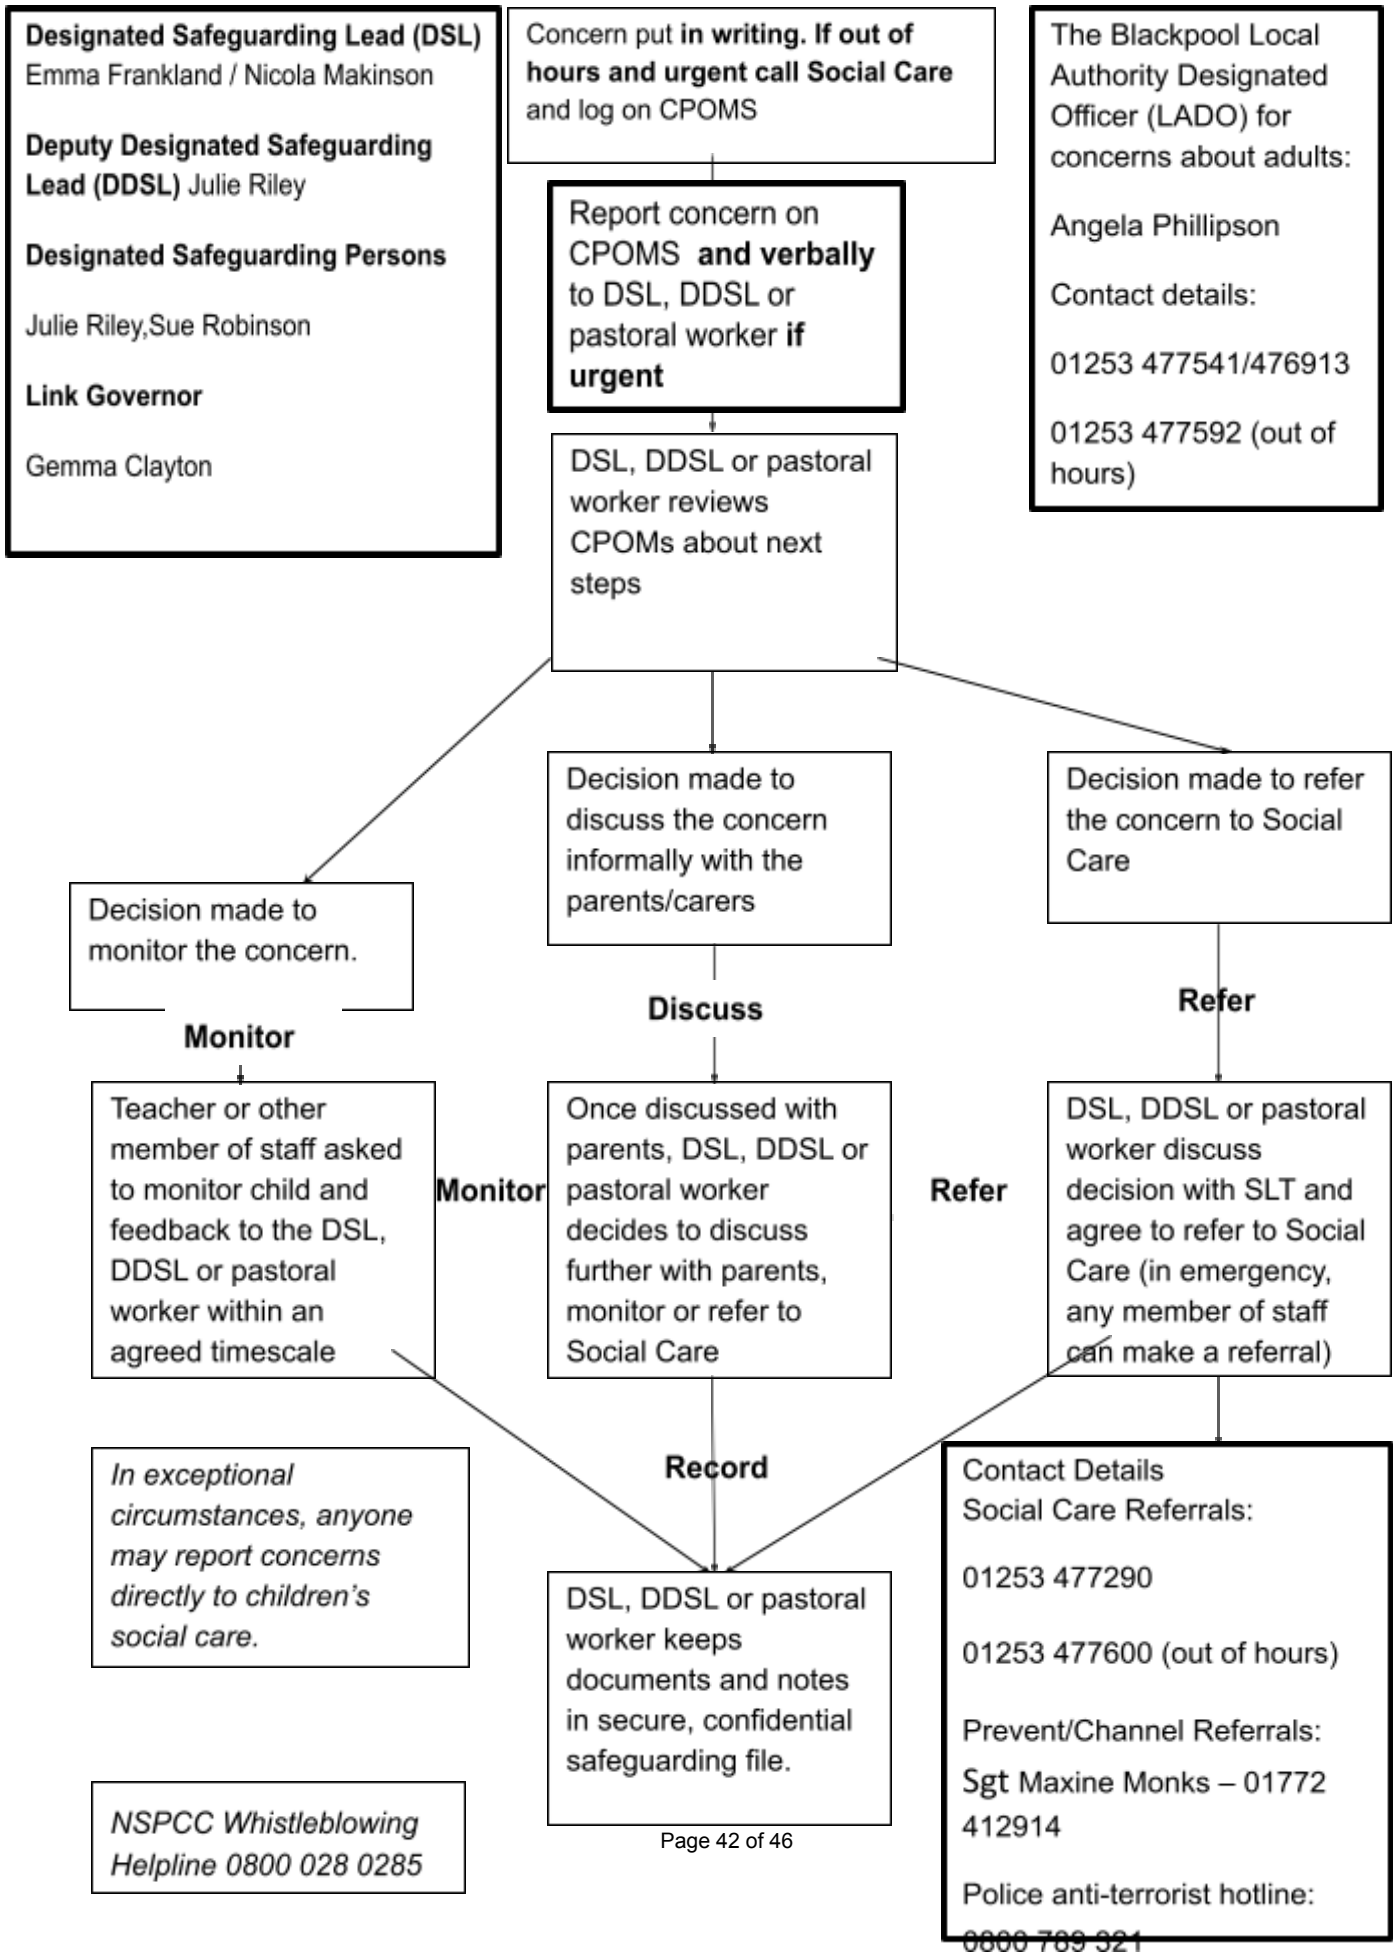 Designated Safeguarding Lead (DSL)
Emma Frankland / Nicola Makinson
Deputy Designated Safeguarding
Lead (DDSL) Julie Riley
Designated Safeguarding Persons
Julie Riley,Sue Robinson
Link Governor
Gemma Clayton
Concern put in writing. If out of
hours and urgent call Social Care
and log on CPOMS
The Blackpool Local
Authority Designated
Officer (LADO) for
concerns about adults:
Angela Phillipson
Contact details:
01253 477541/476913
01253 477592 (out of
hours)
Report concern on
CPOMS and verbally
to DSL, DDSL or
pastoral worker if
urgent
DSL, DDSL or pastoral
worker reviews
CPOMs about next
steps
Decision made to
monitor the concern.
Decision made to
discuss the concern
informally with the
parents/carers
Decision made to refer
the concern to Social
Care
Monitor
Discuss
Refer
Teacher or other
member of staff asked
to monitor child and
feedback to the DSL,
DDSL or pastoral
worker within an
agreed timescale
Monitor
Once discussed with
parents, DSL, DDSL or
pastoral worker
decides to discuss
further with parents,
monitor or refer to
Social Care
Refer
DSL, DDSL or pastoral
worker discuss
decision with SLT and
agree to refer to Social
Care (in emergency,
any member of staff
can make a referral)
In exceptional
circumstances, anyone
may report concerns
directly to children’s
social care.
Record
DSL, DDSL or pastoral
worker keeps
documents and notes
in secure, confidential
safeguarding file.
Contact Details
Social Care Referrals:
01253 477290
01253 477600 (out of hours)
Prevent/Channel Referrals:
Sgt Maxine Monks – 01772
412914
Police anti-terrorist hotline:
0800 789 321
NSPCC Whistleblowing
Helpline 0800 028 0285
Page 42 of 46